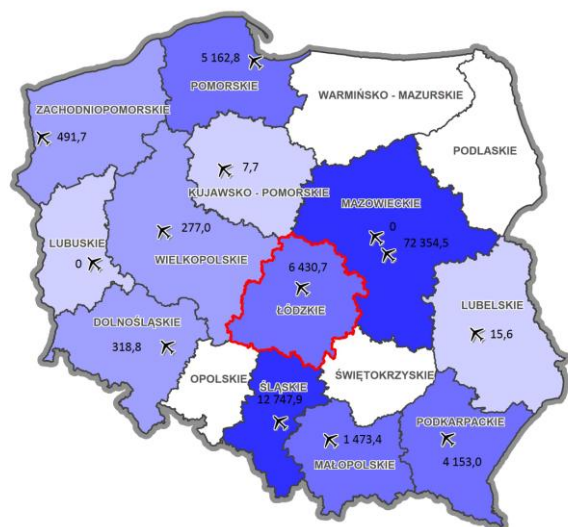 5 162,8
POMORSKIE
WARMIŃSKO - MAZURSKIE
ZACHODNIOPOMORSKIE
491,7
PODLASKIE
7,7
KUJAWSKO - POMORSKIE
MAZOWIECKIE
0
72 354,5
277,0
LUBUSKIE
0
WIELKOPOLSKIE
6 430,7
ŁÓDZKIE
LUBELSKIE
15,6
DOLNOŚLĄSKIE
318,8
OPOLSKIE
ŚLĄSKIE
12 747,9
ŚWIĘTOKRZYSKIE
PODKARPACKIE
1 473,4
MAŁOPOLSKIE
4 153,0